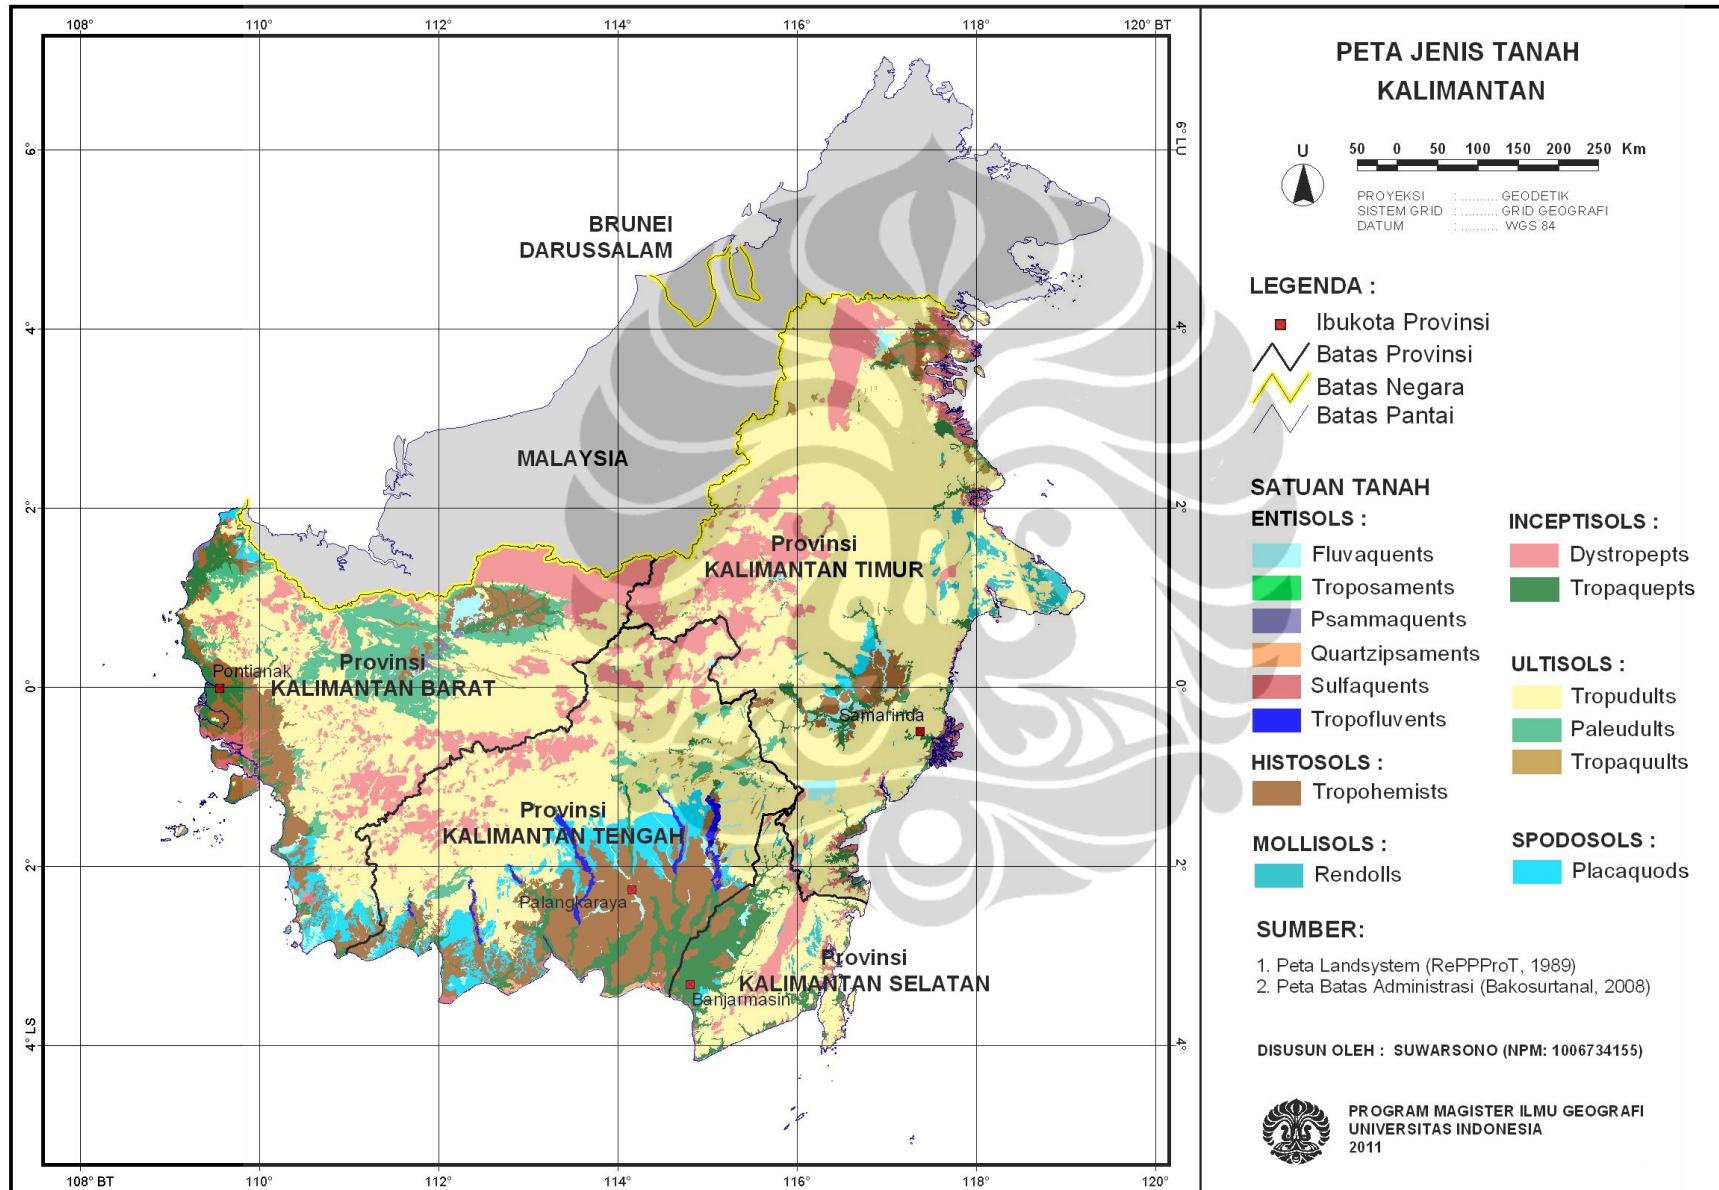 108°
110°
112°
114°
116°
118°
120° BT
PETA JENIS TANAH
KALIMANTAN
U
50 0 50 100 150 200 250 Km
PROYEKSI : ......... GEODETIK
SISTEM GRID : ......... GRID GEOGRAFI
DATUM : ......... WGS 84
6°
6° LU
BRUNEI
DARUSSALAM
LEGENDA :
Ibukota Provinsi
Batas Provinsi
Batas Negara
Batas Pantai
4°
4°
MALAYSIA
2°
2°
Provinsi
KALIMANTAN TIMUR
SATUAN TANAH
ENTISOLS :
Fluvaquents
Troposaments
Psammaquents
Quartzipsaments
Sulfaquents
Tropofluvents
HISTOSOLS :
Tropohemists
MOLLISOLS :
Rendolls
INCEPTISOLS :
Dystropepts
Tropaquepts
ULTISOLS :
Tropudults
Paleudults
Tropaquults
SPODOSOLS :
Placaquods
Pontianak
Provinsi
KALIMANTAN BARAT
0°
0°
Samarinda
Provinsi
KALIMANTAN TENGAH
2°
2°
Palangkaraya
Provinsi
KALIMANTAN SELATAN
Banjarmasin
4° LS
4°
SUMBER:
1. Peta Landsystem (RePPProT, 1989)
2. Peta Batas Administrasi (Bakosurtanal, 2008)
DISUSUN OLEH : SUWARSONO (NPM: 1006734155)
PROGRAM MAGISTER ILMU GEOGRAFI
UNIVERSITAS INDONESIA
2011
108° BT
110°
112°
114°
116°
118°
120°